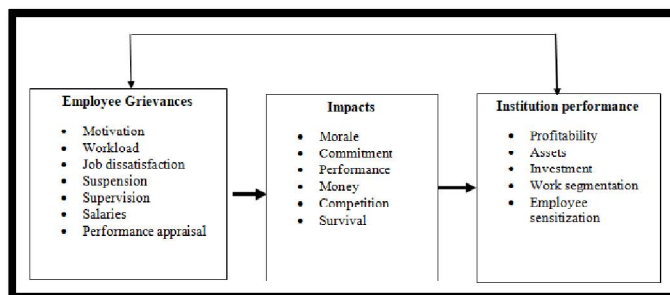 Employee Grievances
• Motivation
• Workload
• Job dissatisfaction
• Suspension
• Supervision
• Salaries
• Performance appraisal
Impacts
• Morale
• Commitment
• Performance
• Money
• Competition
• Survival
Institution performance
• Profitability
• Assets
• Investment
• Work segmentation
• Employee
sensitization